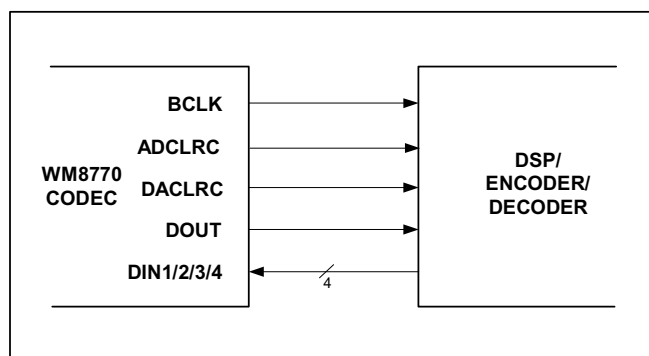 BCLK
ADCLRC
WM8770
CODEC
DACLRC
DOUT
DIN1/2/3/4
4
DSP/
ENCODER/
DECODER